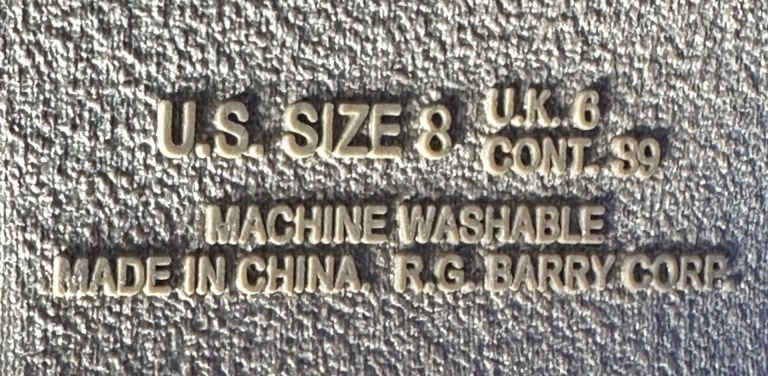 U.S. SIZE 8 U.K. 6
CONT. 39
MACHINE WASHABLE
MADE IN CHINA. R.G. BARRY CORP.